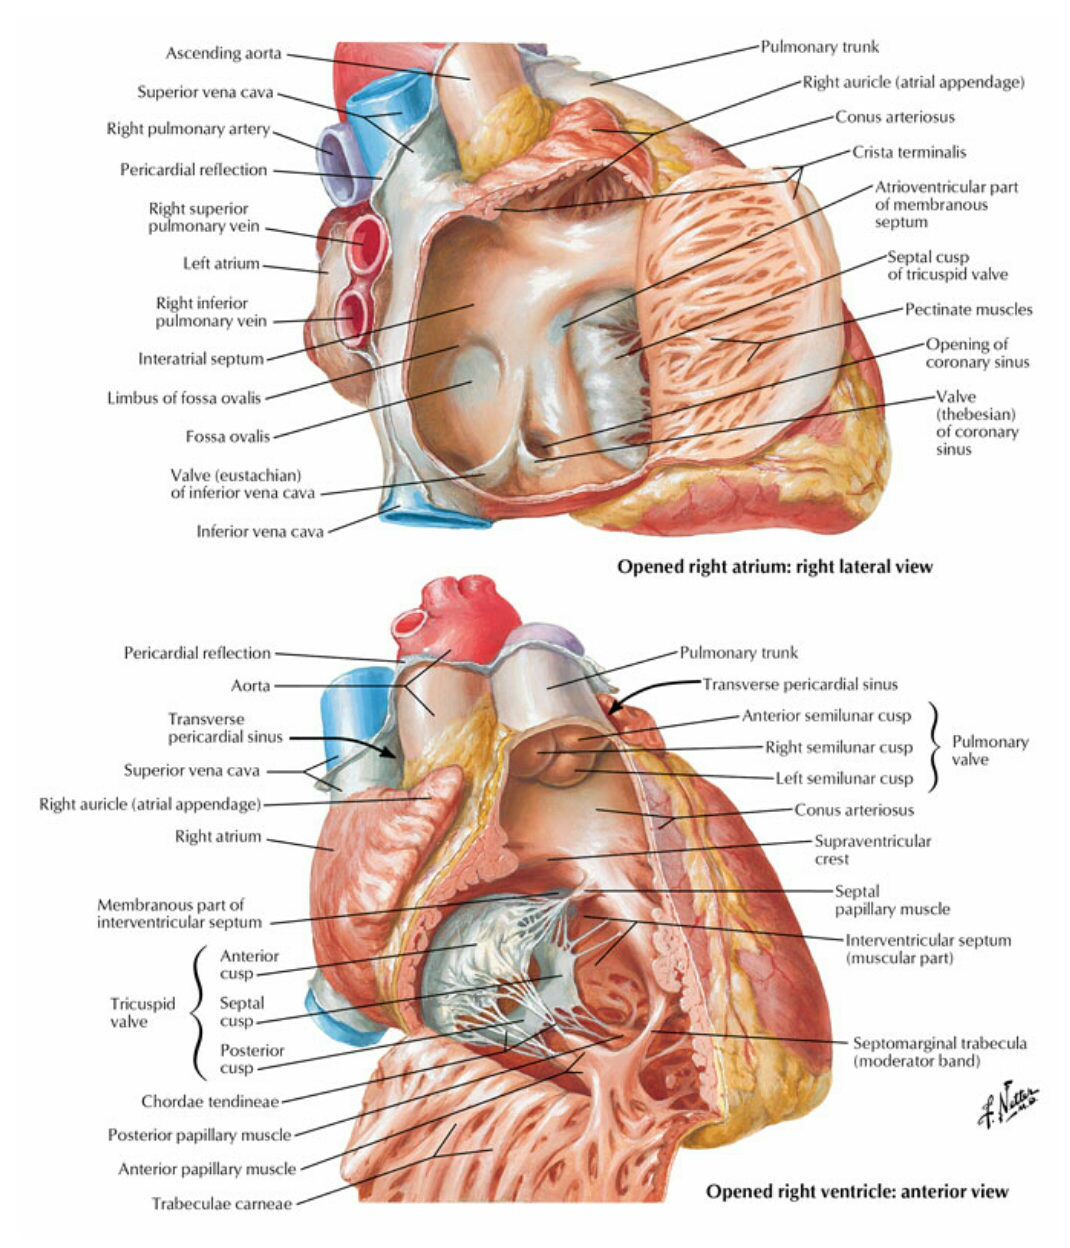 Ascending aorta
Superior vena cava
Right pulmonary artery
Pericardial reflection
Right superior
pulmonary vein
Left atrium
Right inferior
pulmonary vein
Interatrial septum
Limbus of fossa ovalis
Fossa ovalis
Valve (eustachian)
of inferior vena cava
Inferior vena cava
Pulmonary trunk
Right auricle (atrial appendage)
Conus arteriosus
Crista terminalis
Atrioventricular part
of membranous
septum
Septal cusp
of tricuspid valve
Pectinate muscles
Opening of
coronary sinus
Valve
(thebesian)
of coronary
sinus
Opened right atrium: right lateral view
Pericardial reflection
Aorta
Transverse
pericardial sinus
Superior vena cava
Right auricle (atrial appendage)
Right atrium
Membranous part of
interventricular septum
Tricuspid
valve
Anterior
cusp
Septal
cusp
Posterior
cusp
Chordae tendineae
Posterior papillary muscle
Anterior papillary muscle
Trabeculae carneae
Pulmonary trunk
Transverse pericardial sinus
Anterior semilunar cusp
Right semilunar cusp
Left semilunar cusp
Pulmonary
valve
Conus arteriosus
Supraventricular
crest
Septal
papillary muscle
Interventricular septum
(muscular part)
Septomarginal trabecula
(moderator band)
F. Netter
M.D.
Opened right ventricle: anterior view